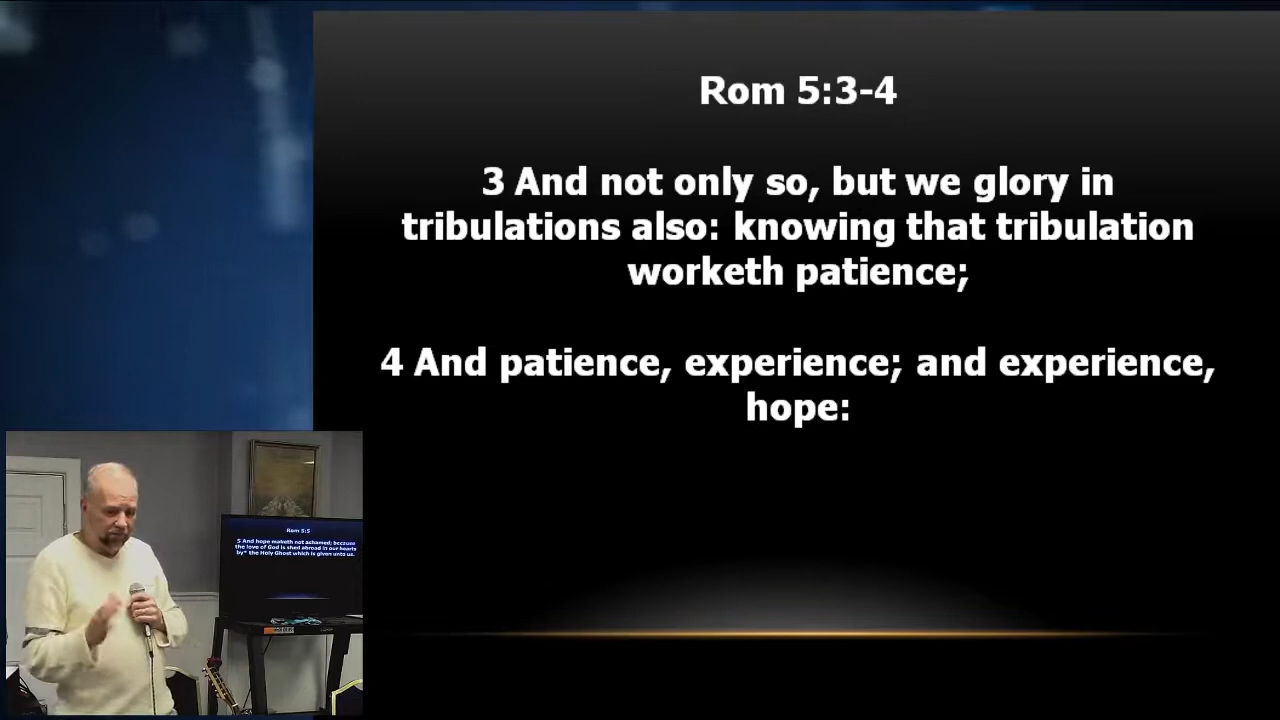 Rom 5:3-4
3 And not only so, but we glory in
tribulations also: knowing that tribulation
worketh patience;
4 And patience, experience; and experience,
hope:
Rom 5:5
5 And hope maketh not ashamed; because
the love of God is shed abroad in our hearts
by* the Holy Ghost which is given unto us.